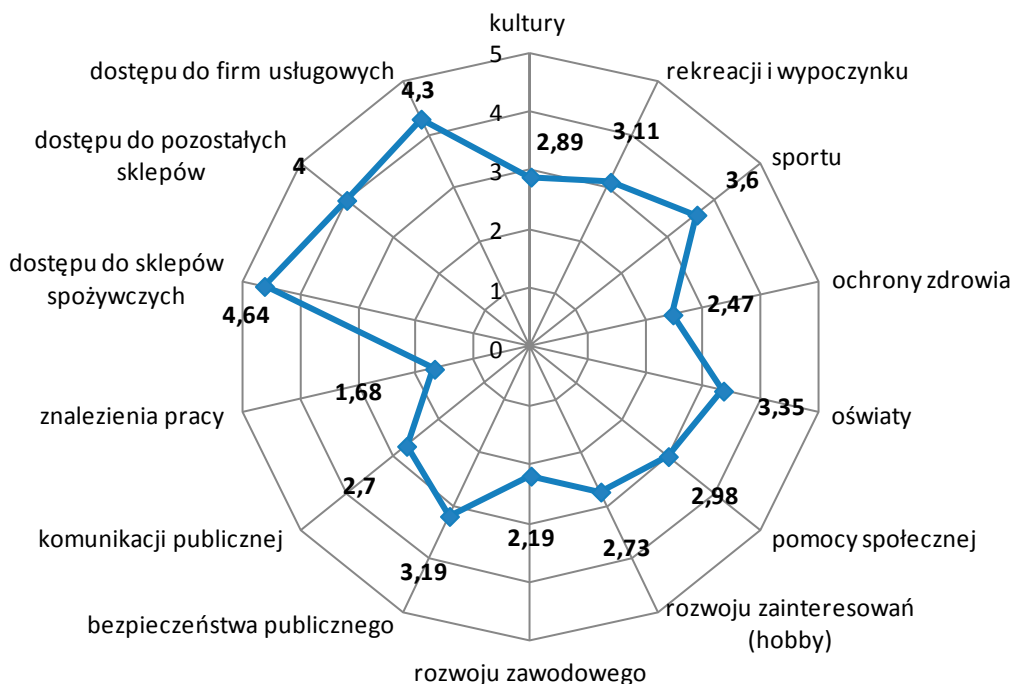 kultury
5
dostępu do firm usługowych
rekreacji i wypoczynku
4,3
4
2,89
3,11
dostępu do pozostałych
sklepów
4
sportu
3,6
3
2
dostępu do sklepów
spożywczych
4,64
ochrony zdrowia
2,47
1
0
znalezienia pracy
1,68
3,35
oświaty
2,7
2,98
komunikacji publicznej
pomocy społecznej
2,19
2,73
3,19
bezpieczeństwa publicznego
rozwoju zainteresowań
(hobby)
rozwoju zawodowego